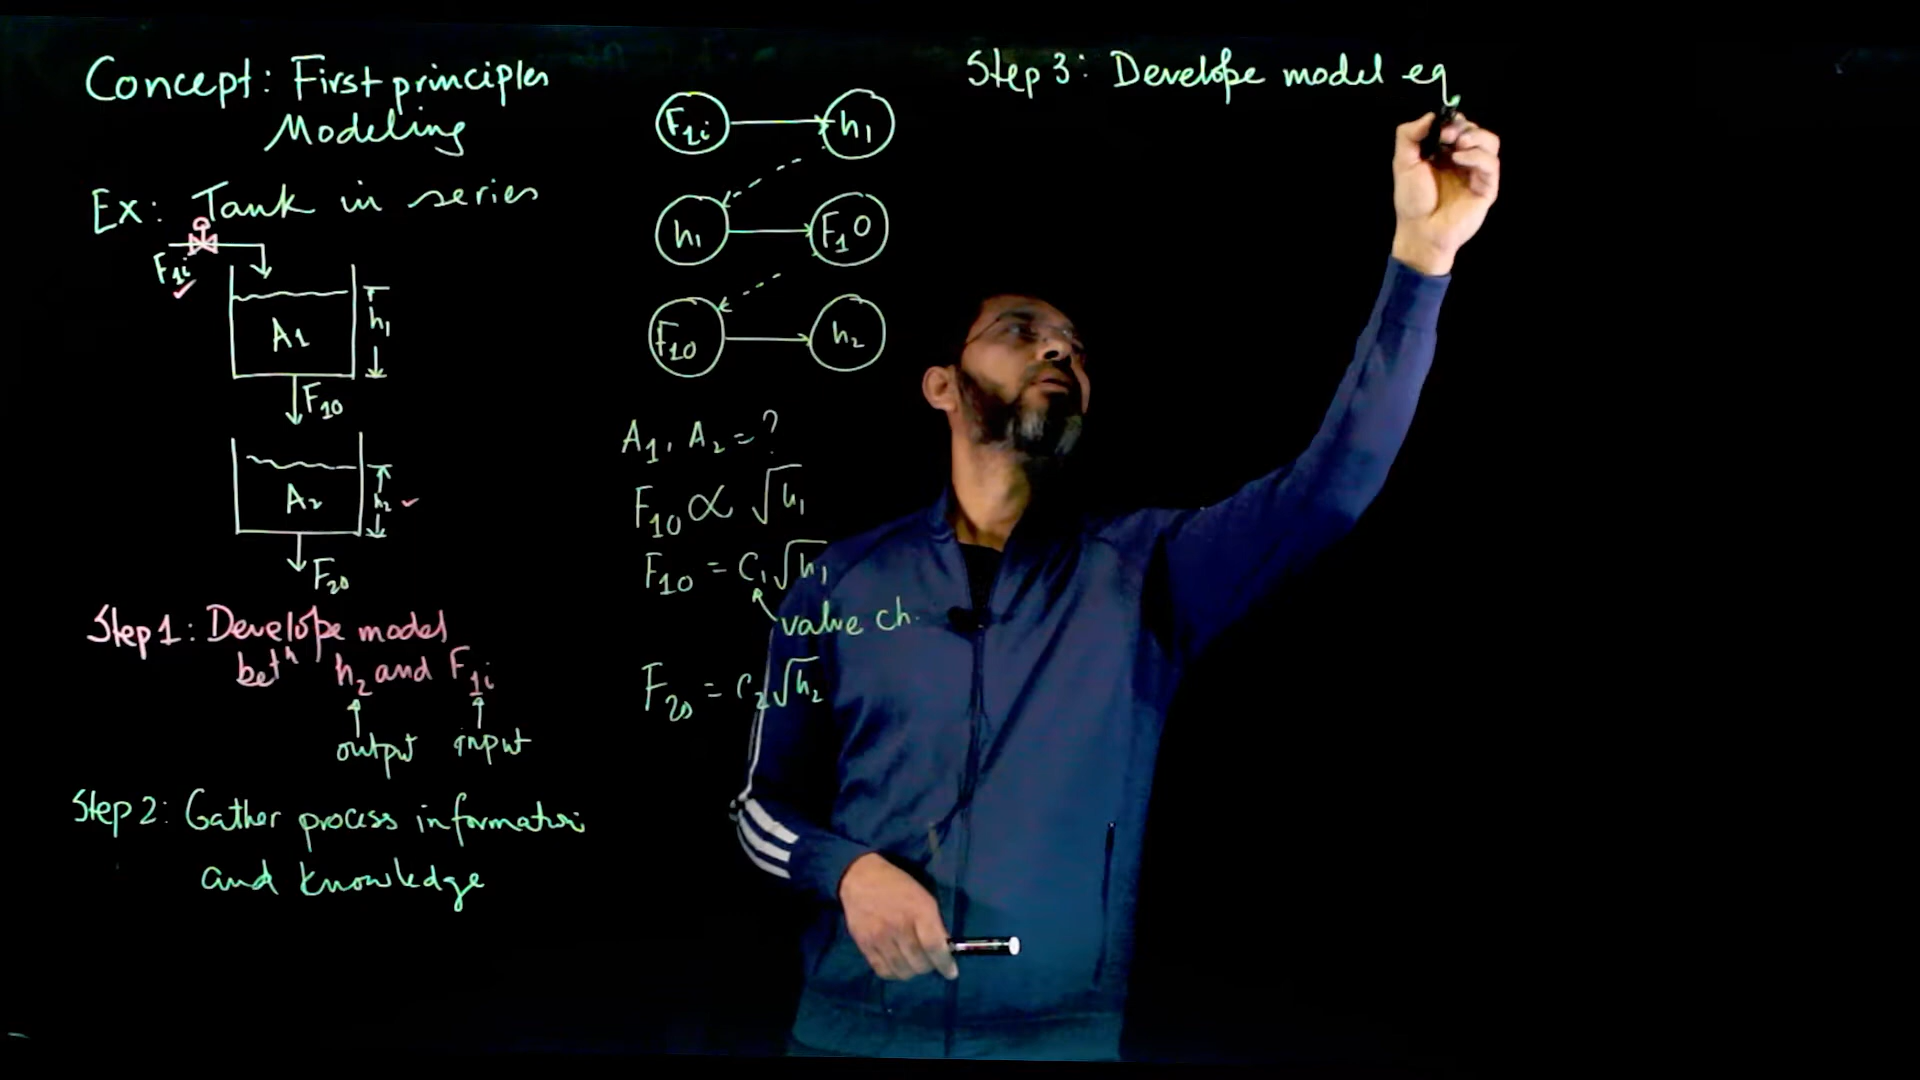 Concept: First principles
Modeling
Ex: Tank in series
F1i
A1
h1
F10
A2
h2
F20
Step 1: Develope model
betⁿ h2 and F1i
output input
Step 2: Gather process information
and knowledge
F1i h1
h1 F10
F10 h2
A1, A2 = ?
F10 ∝ √h1
F10 = C1√h1
valve ch.
F20 = C2√h2
Step 3: Develope model eq